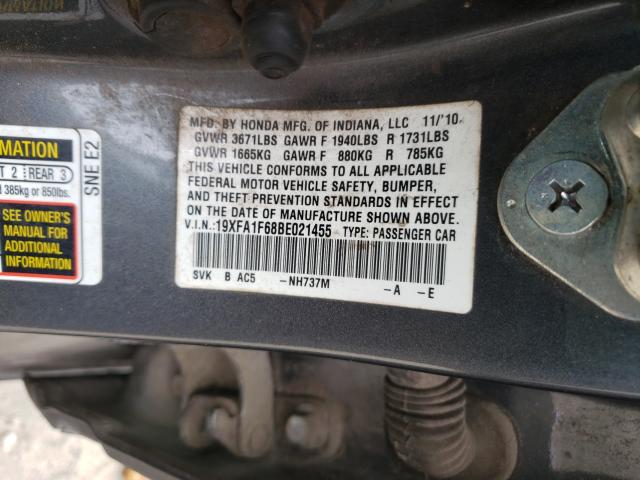 MFD. BY HONDA MFG. OF INDIANA, LLC 11/'10
GVWR 3671LBS GAWR F 1940LBS R 1731LBS
GVWR 1665KG GAWR F 880KG R 785KG
THIS VEHICLE CONFORMS TO ALL APPLICABLE
FEDERAL MOTOR VEHICLE SAFETY, BUMPER,
AND THEFT PREVENTION STANDARDS IN EFFECT
ON THE DATE OF MANUFACTURE SHOWN ABOVE.
V.I.N.: 19XFA1F68BE021455 TYPE: PASSENGER CAR
SVK B AC5 -NH737M -A -E
SNE E2
2 REAR 3
385kg or 850lbs.
SEE OWNER'S
MANUAL FOR
ADDITIONAL
INFORMATION